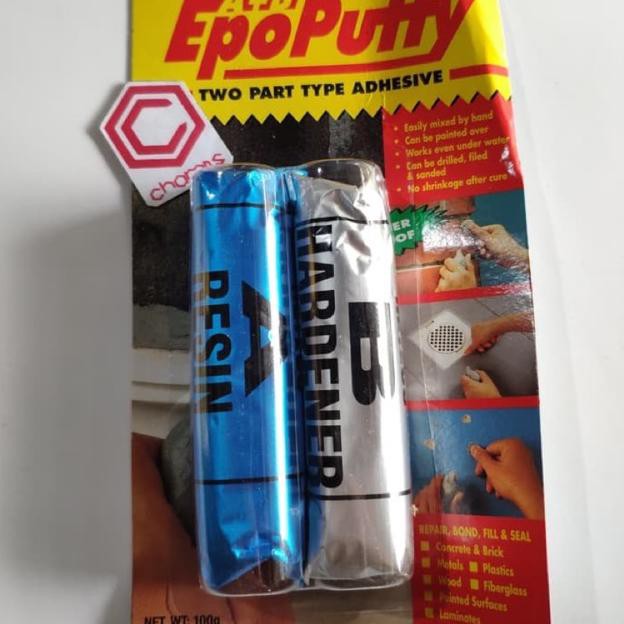 A+B
EpoPutty
TWO PART TYPE ADHESIVE
• Easily mixed by hand
• Can be painted over
• Works even under water
• Can be drilled, filed
& sanded
• No shrinkage after cure
A
RESIN
B
HARDENER
REPAIR, BOND, FILL & SEAL
Concrete & Brick
Metals Plastics
Wood Fiberglass
Painted Surfaces
Laminates
NET WT: 100g